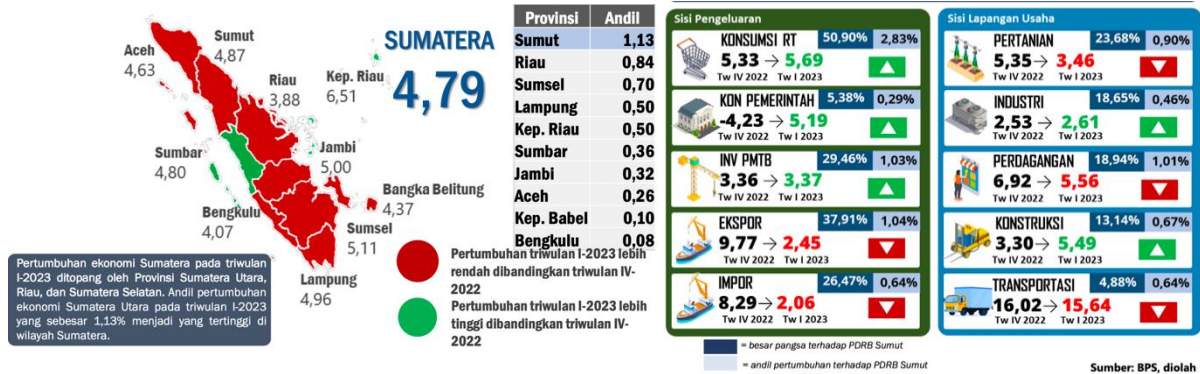 Aceh
4,63
Sumut
4,87
Riau
3,88
Kep. Riau
6,51
Sumbar
4,80
Jambi
5,00
Bengkulu
4,07
Bangka Belitung
4,37
Sumsel
5,11
Lampung
4,96
SUMATERA
4,79
Pertumbuhan ekonomi Sumatera pada triwulan
I-2023 ditopang oleh Provinsi Sumatera Utara,
Riau, dan Sumatera Selatan. Andil pertumbuhan
ekonomi Sumatera Utara pada triwulan I-2023
yang sebesar 1,13% menjadi yang tertinggi di
wilayah Sumatera.
Provinsi Andil
Sumut 1,13
Riau 0,84
Sumsel 0,70
Lampung 0,50
Kep. Riau 0,50
Sumbar 0,36
Jambi 0,32
Aceh 0,26
Kep. Babel 0,10
Bengkulu 0,08
Pertumbuhan triwulan I-2023 lebih
rendah dibandingkan triwulan IV-
2022
Pertumbuhan triwulan I-2023 lebih
tinggi dibandingkan triwulan IV-
2022
Sisi Pengeluaran
KONSUMSI RT 50,90% 2,83%
5,33 → 5,69
Tw IV 2022 Tw I 2023
KON PEMERINTAH 5,38% 0,29%
-4,23 → 5,19
Tw IV 2022 Tw I 2023
INV PMTB 29,46% 1,03%
3,36 → 3,37
Tw IV 2022 Tw I 2023
EKSPOR 37,91% 1,04%
9,77 → 2,45
Tw IV 2022 Tw I 2023
IMPOR 26,47% 0,64%
8,29 → 2,06
Tw IV 2022 Tw I 2023
= besar pangsa terhadap PDRB Sumut
= andil pertumbuhan terhadap PDRB Sumut
Sisi Lapangan Usaha
PERTANIAN 23,68% 0,90%
5,35 → 3,46
Tw IV 2022 Tw I 2023
INDUSTRI 18,65% 0,46%
2,53 → 2,61
Tw IV 2022 Tw I 2023
PERDAGANGAN 18,94% 1,01%
6,92 → 5,56
Tw IV 2022 Tw I 2023
KONSTRUKSI 13,14% 0,67%
3,30 → 5,49
Tw IV 2022 Tw I 2023
TRANSPORTASI 4,88% 0,64%
16,02 → 15,64
Tw IV 2022 Tw I 2023
Sumber: BPS, diolah